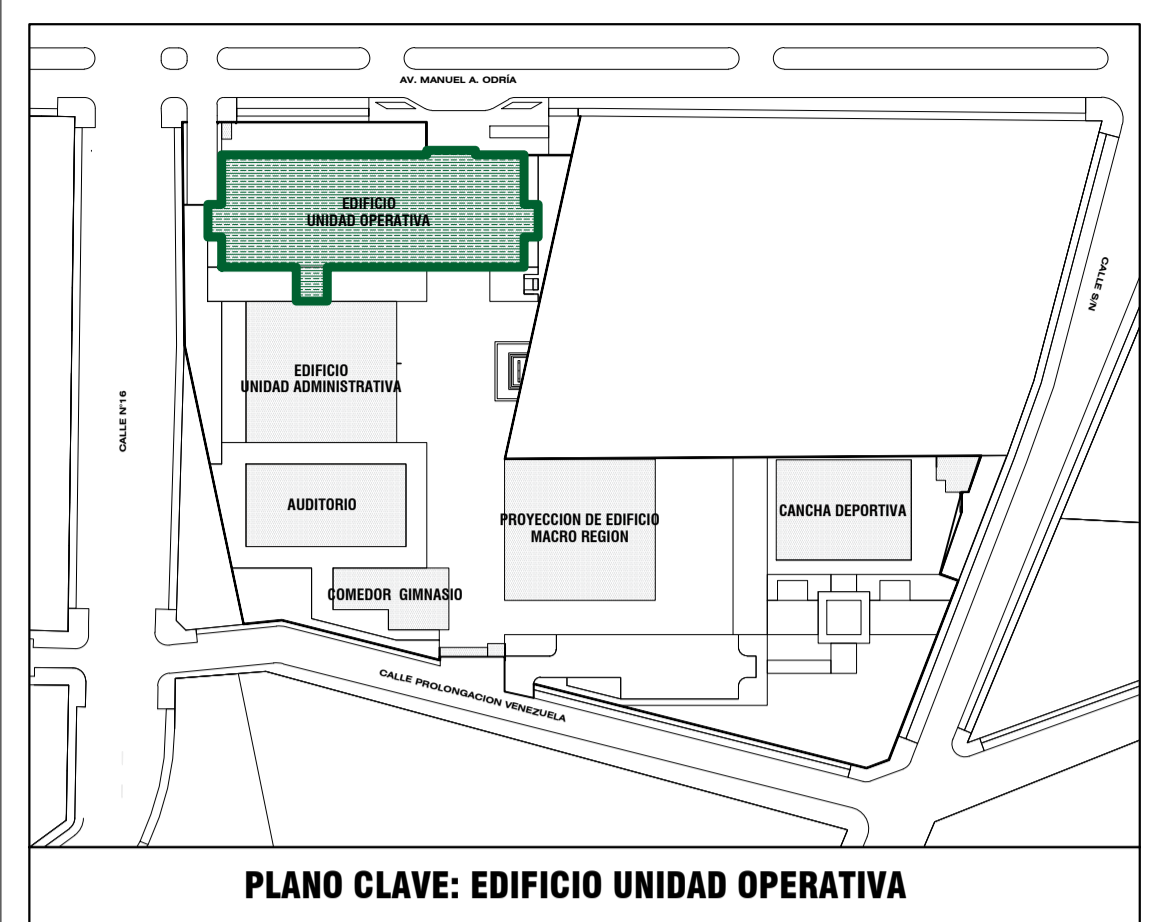 AV. MANUEL A. ODRÍA
EDIFICIO
UNIDAD OPERATIVA
CALLE S/N
EDIFICIO
UNIDAD ADMINISTRATIVA
CALLE N°16
AUDITORIO
PROYECCION DE EDIFICIO
MACRO REGION
CANCHA DEPORTIVA
COMEDOR GIMNASIO
CALLE PROLONGACION VENEZUELA
PLANO CLAVE: EDIFICIO UNIDAD OPERATIVA